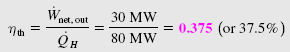 η_th = Ẇ_net, out / Q̇_H = 30 MW / 80 MW = 0.375 (or 37.5%)